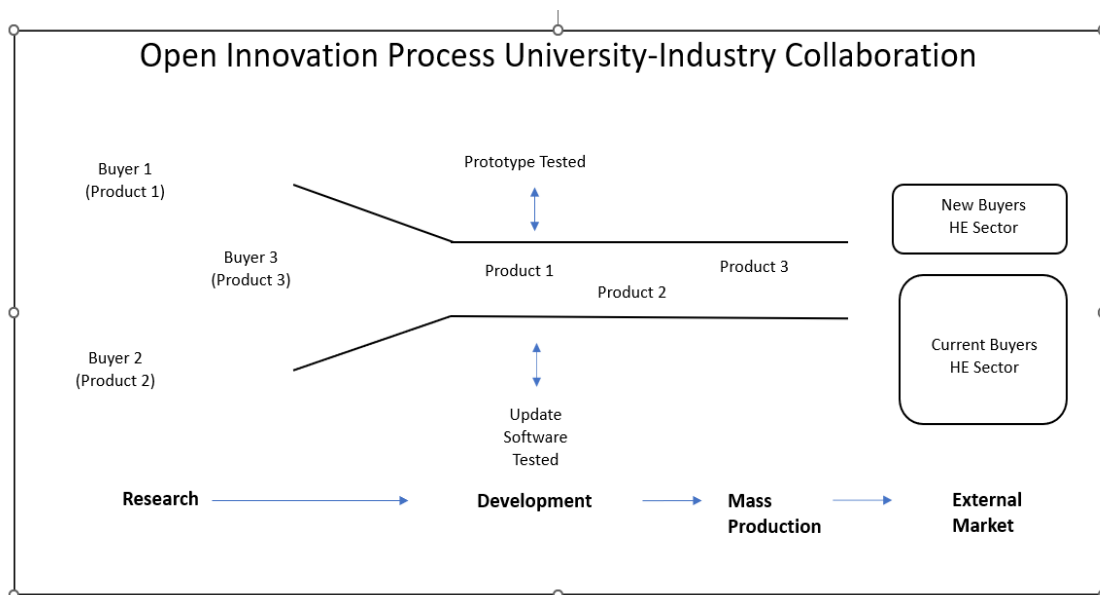 Open Innovation Process University-Industry Collaboration
Buyer 1
(Product 1)
Prototype Tested
New Buyers
HE Sector
Buyer 3
(Product 3)
Product 1
Product 3
Product 2
Buyer 2
(Product 2)
Current Buyers
HE Sector
Update
Software
Tested
Research
Development
Mass
Production
External
Market